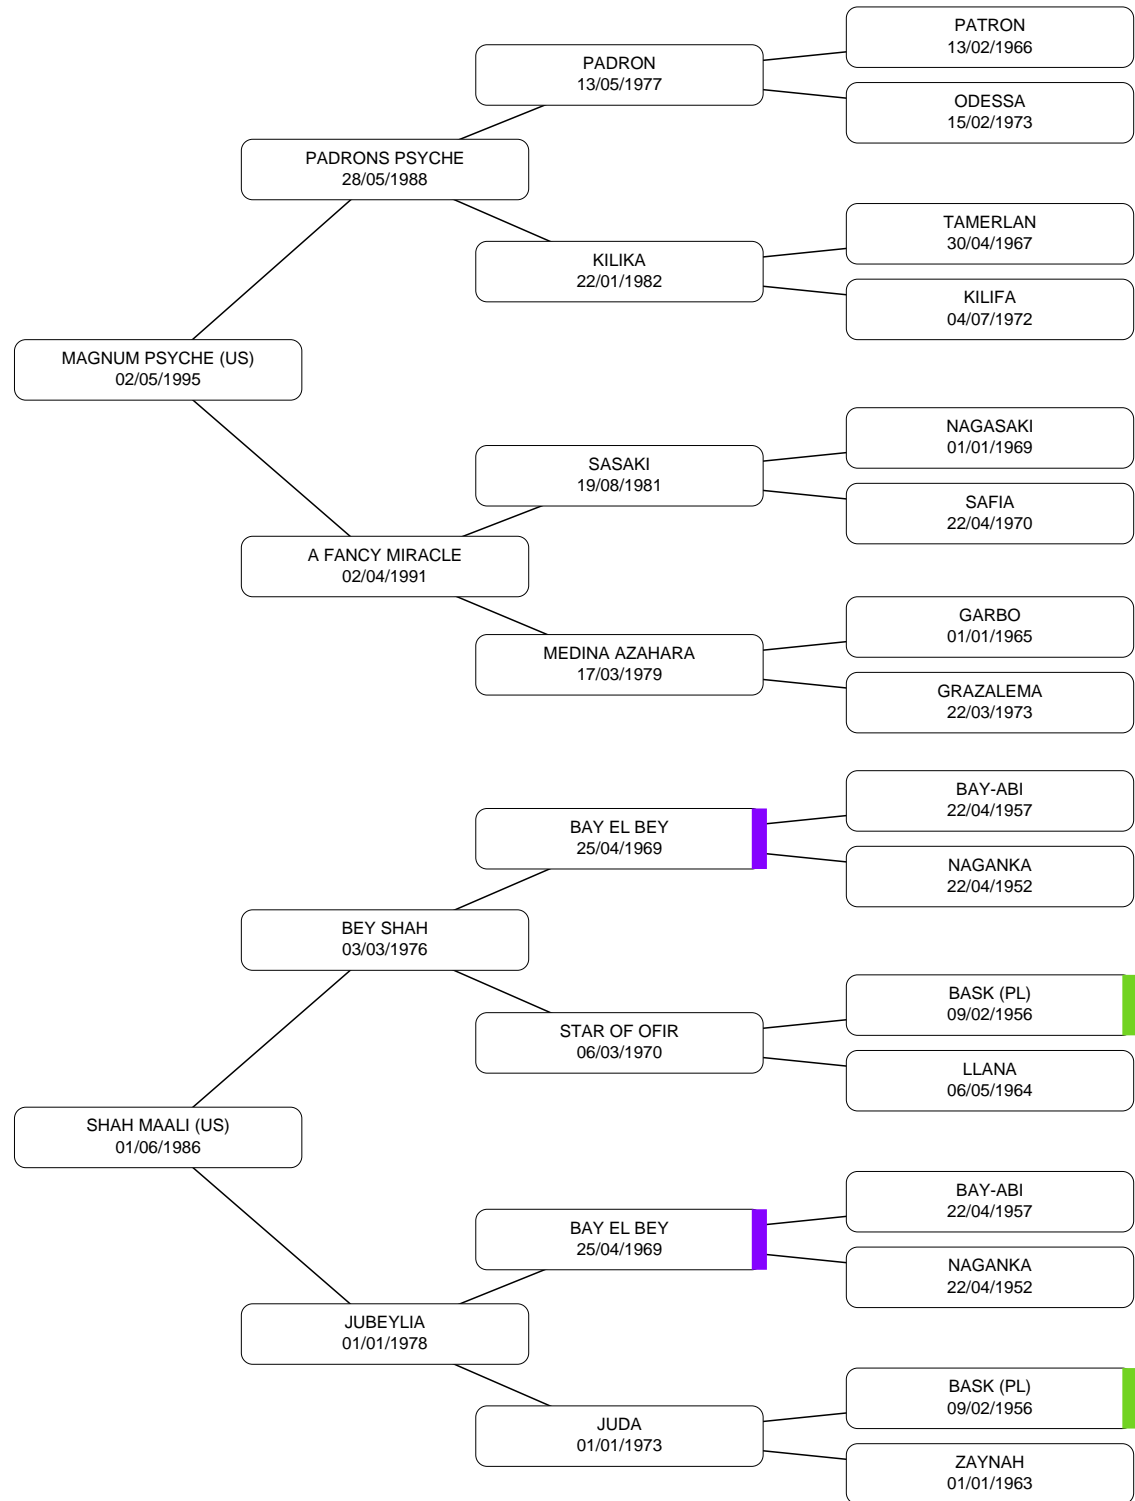 PATRON
13/02/1966
PADRON
13/05/1977
ODESSA
15/02/1973
PADRONS PSYCHE
28/05/1988
TAMERLAN
30/04/1967
KILIKA
22/01/1982
KILIFA
04/07/1972
MAGNUM PSYCHE (US)
02/05/1995
NAGASAKI
01/01/1969
SASAKI
19/08/1981
SAFIA
22/04/1970
A FANCY MIRACLE
02/04/1991
GARBO
01/01/1965
MEDINA AZAHARA
17/03/1979
GRAZALEMA
22/03/1973
BAY-ABI
22/04/1957
BAY EL BEY
25/04/1969
NAGANKA
22/04/1952
BEY SHAH
03/03/1976
BASK (PL)
09/02/1956
STAR OF OFIR
06/03/1970
LLANA
06/05/1964
SHAH MAALI (US)
01/06/1986
BAY-ABI
22/04/1957
BAY EL BEY
25/04/1969
NAGANKA
22/04/1952
JUBEYLIA
01/01/1978
BASK (PL)
09/02/1956
JUDA
01/01/1973
ZAYNAH
01/01/1963